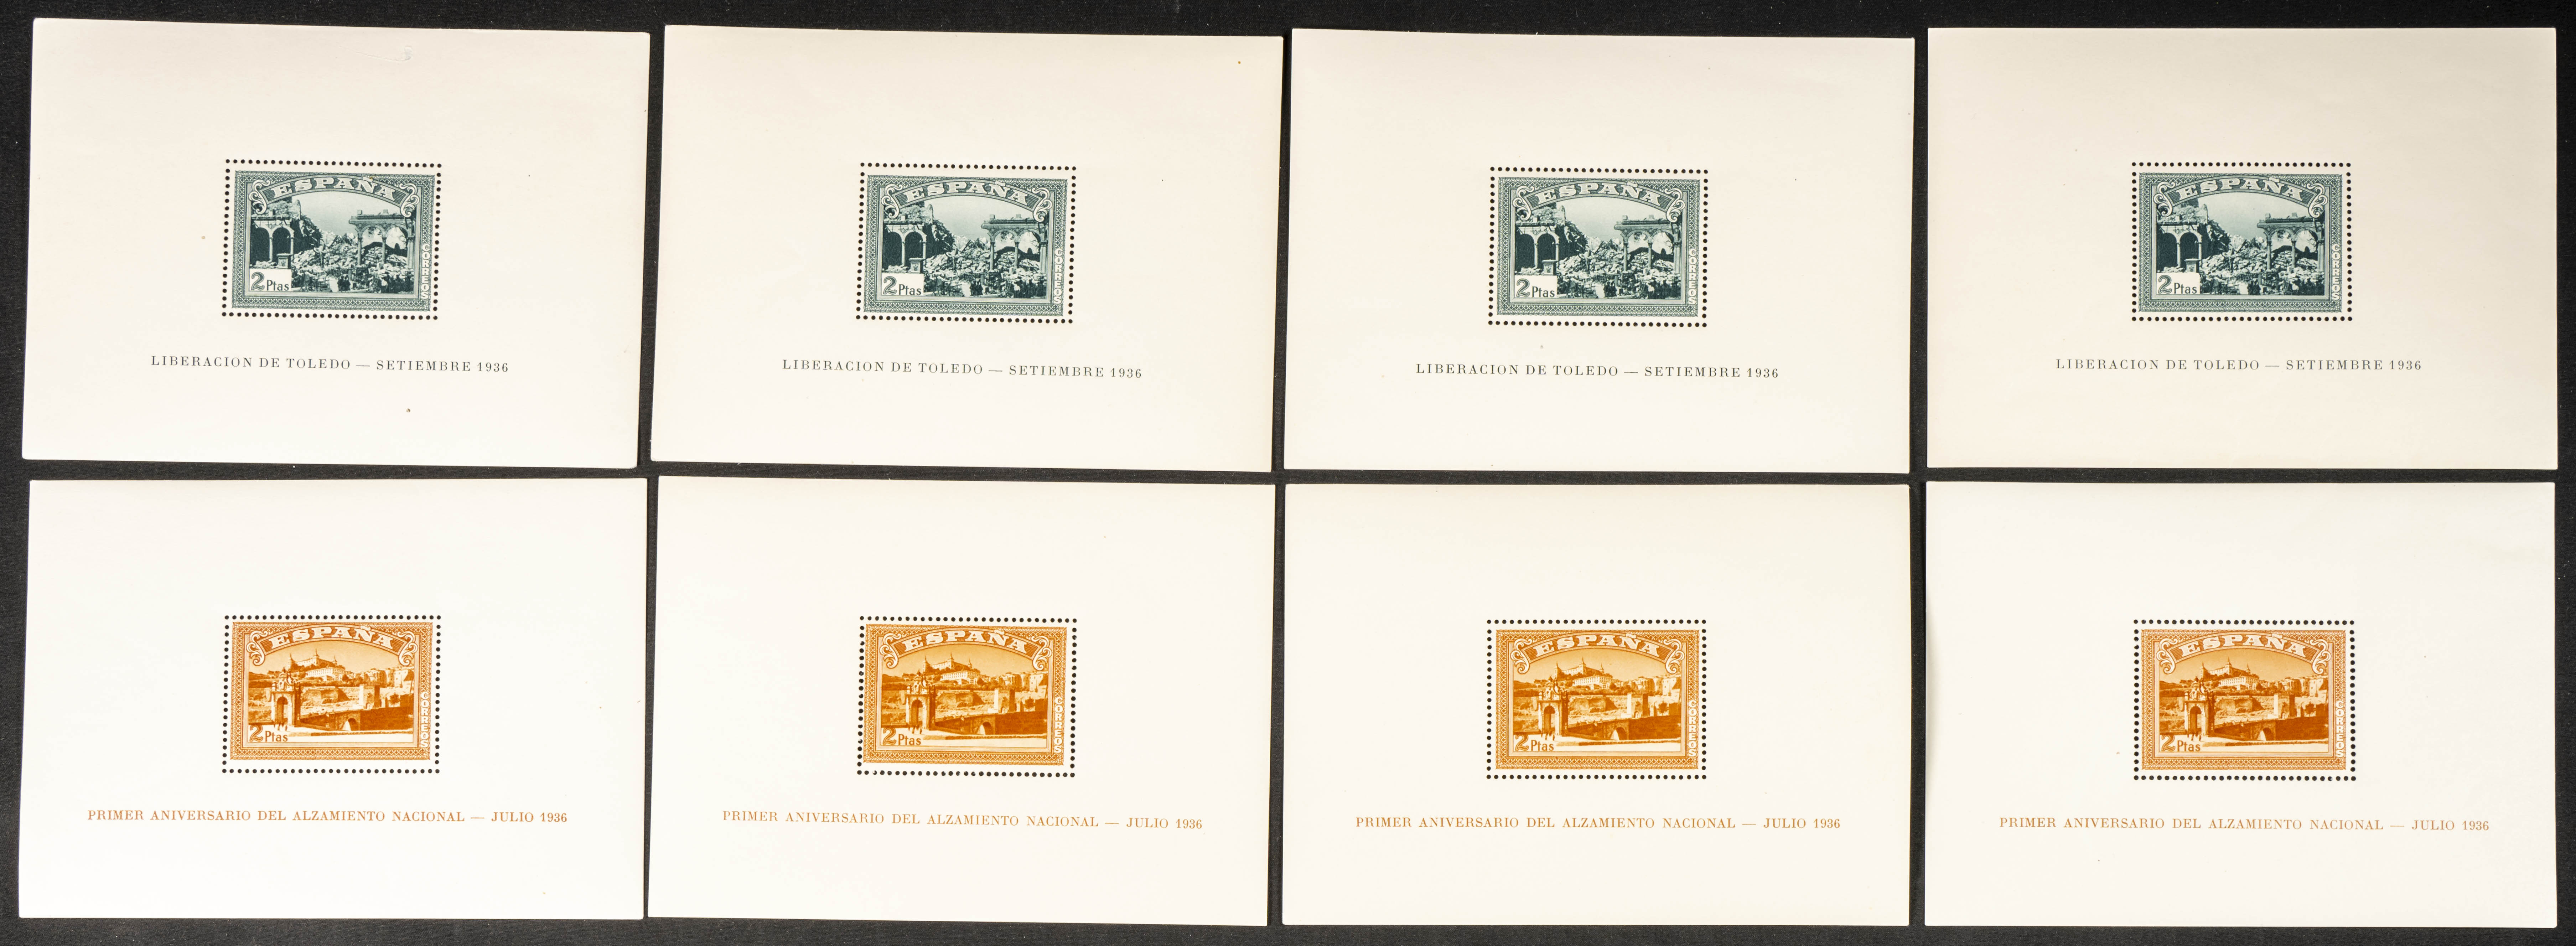 ESPAÑA
CORREOS
2 Ptas
LIBERACION DE TOLEDO — SETIEMBRE 1936
ESPAÑA
CORREOS
2 Ptas
LIBERACION DE TOLEDO — SETIEMBRE 1936
ESPAÑA
CORREOS
2 Ptas
LIBERACION DE TOLEDO — SETIEMBRE 1936
ESPAÑA
CORREOS
2 Ptas
LIBERACION DE TOLEDO — SETIEMBRE 1936
ESPAÑA
CORREOS
2 Ptas
PRIMER ANIVERSARIO DEL ALZAMIENTO NACIONAL — JULIO 1936
ESPAÑA
CORREOS
2 Ptas
PRIMER ANIVERSARIO DEL ALZAMIENTO NACIONAL — JULIO 1936
ESPAÑA
CORREOS
2 Ptas
PRIMER ANIVERSARIO DEL ALZAMIENTO NACIONAL — JULIO 1936
ESPAÑA
CORREOS
2 Ptas
PRIMER ANIVERSARIO DEL ALZAMIENTO NACIONAL — JULIO 1936